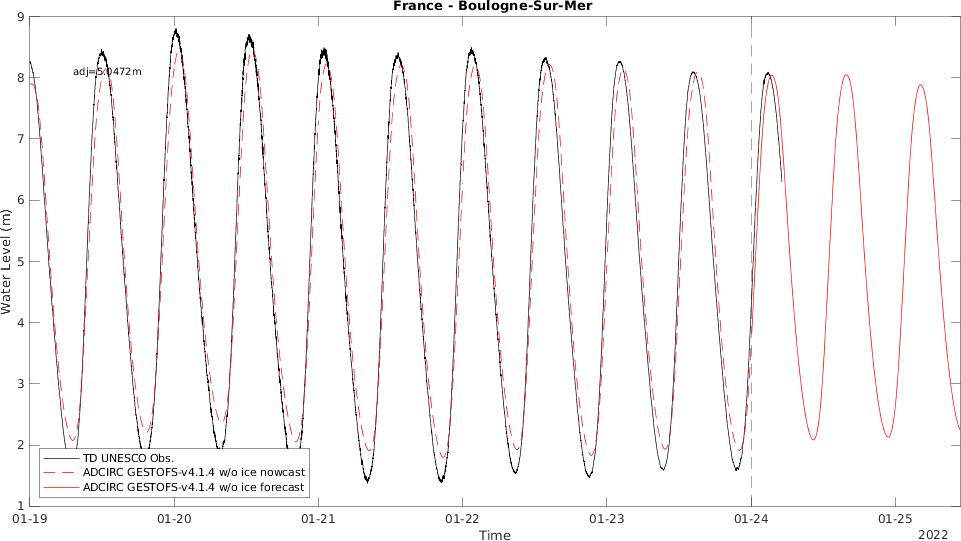 France - Boulogne-Sur-Mer
9
8
7
6
5
4
3
2
1
Water Level (m)
adj=5.0472m
TD UNESCO Obs.
ADCIRC GESTOFS-v4.1.4 w/o ice nowcast
ADCIRC GESTOFS-v4.1.4 w/o ice forecast
01-19 01-20 01-21 01-22 01-23 01-24 01-25
Time
2022